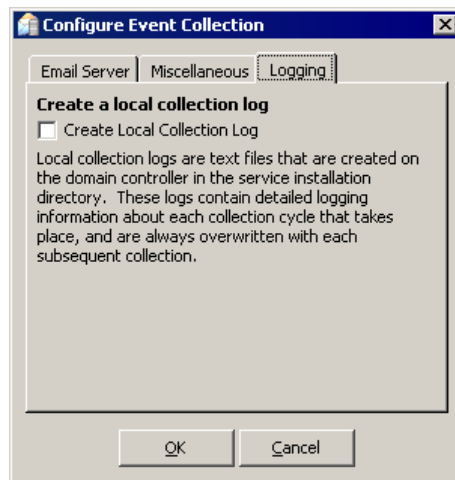 Configure Event Collection
Email Server Miscellaneous Logging
Create a local collection log
Create Local Collection Log
Local collection logs are text files that are created on
the domain controller in the service installation
directory.  These logs contain detailed logging
information about each collection cycle that takes
place, and are always overwritten with each
subsequent collection.
OK Cancel